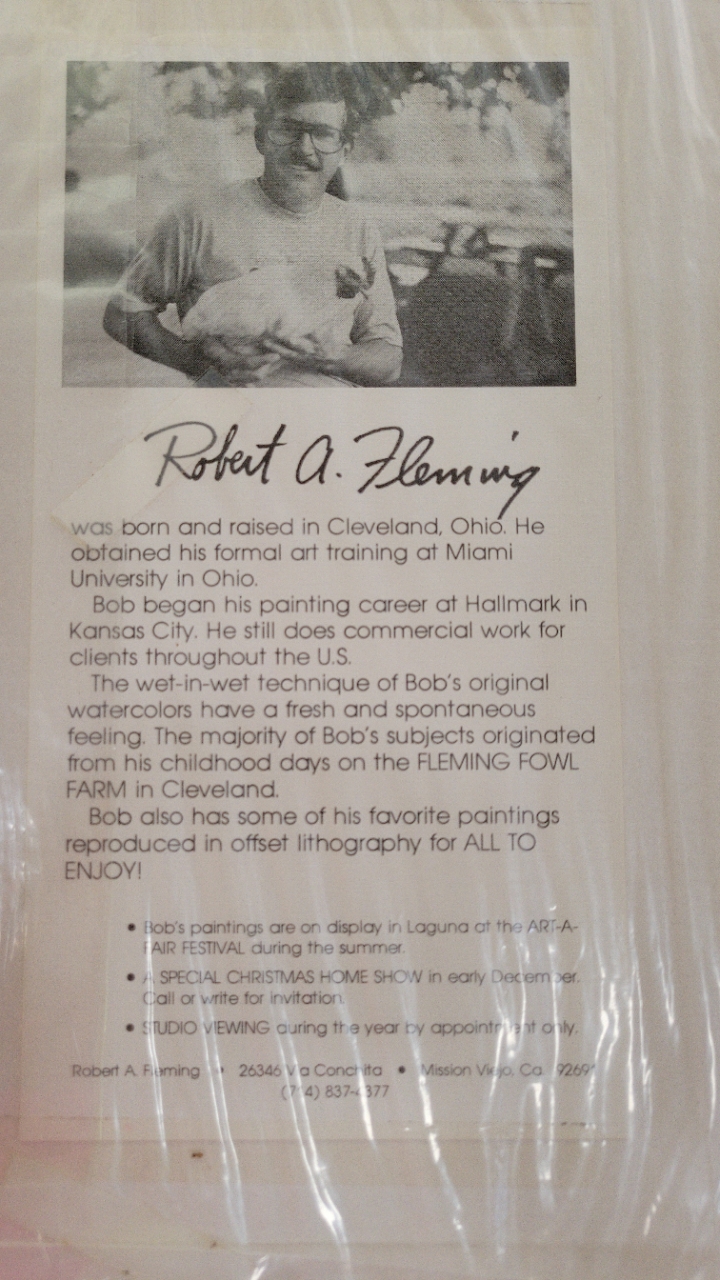 Robert A. Fleming
was born and raised in Cleveland, Ohio. He
obtained his formal art training at Miami
University in Ohio.
Bob began his painting career at Hallmark in
Kansas City. He still does commercial work for
clients throughout the U.S.
The wet-in-wet technique of Bob's original
watercolors have a fresh and spontaneous
feeling. The majority of Bob's subjects originated
from his childhood days on the FLEMING FOWL
FARM in Cleveland.
Bob also has some of his favorite paintings
reproduced in offset lithography for ALL TO
ENJOY!
• Bob's paintings are on display in Laguna at the ART-A-
FAIR FESTIVAL during the summer.
• A SPECIAL CHRISTMAS HOME SHOW in early December.
Call or write for invitation.
• STUDIO VIEWING during the year by appointment only.
Robert A. Fleming • 26346 Via Conchita • Mission Viejo, Ca.
(714)